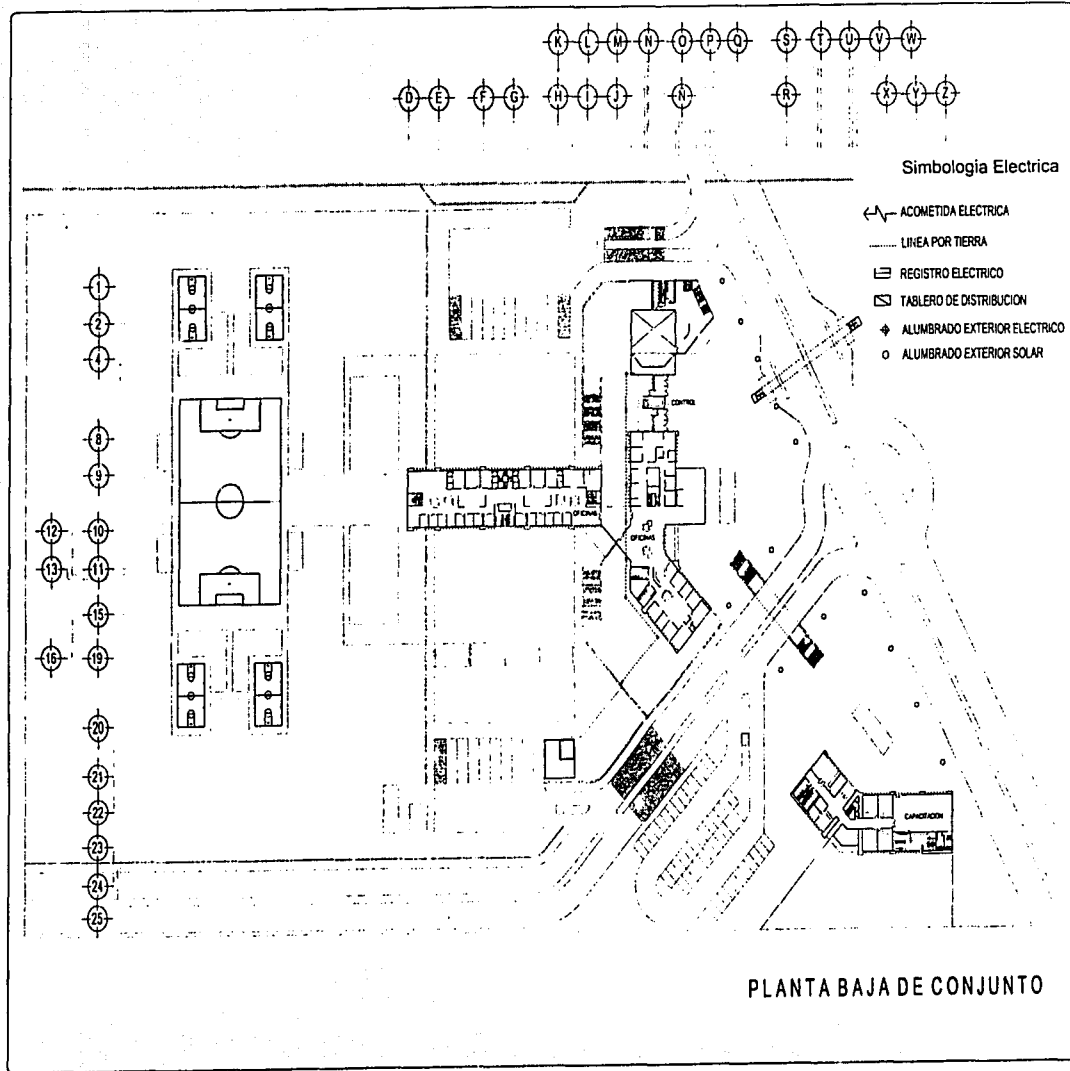 K L M N O P Q S T U V W
D E F G H I J Ñ R X Y Z
Simbologia Electrica
ACOMETIDA ELECTRICA
LINEA POR TIERRA
REGISTRO ELECTRICO
TABLERO DE DISTRIBUCION
ALUMBRADO EXTERIOR ELECTRICO
ALUMBRADO EXTERIOR SOLAR
1
2
4
CONTROL
8
9
OFICINAS
12 10
OFICINAS
13 11
15
16 19
20
21
22
CAPACITACION
23
24
25
PLANTA BAJA DE CONJUNTO